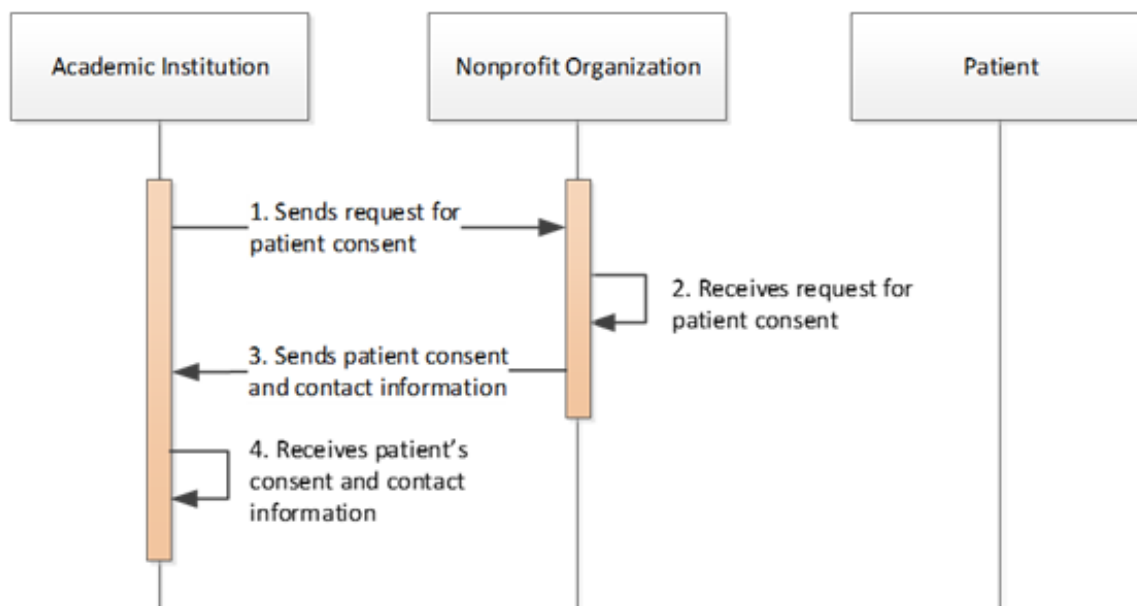 Academic Institution
Nonprofit Organization
Patient
1. Sends request for
patient consent
2. Receives request for
patient consent
3. Sends patient consent
and contact information
4. Receives patient’s
consent and contact
information